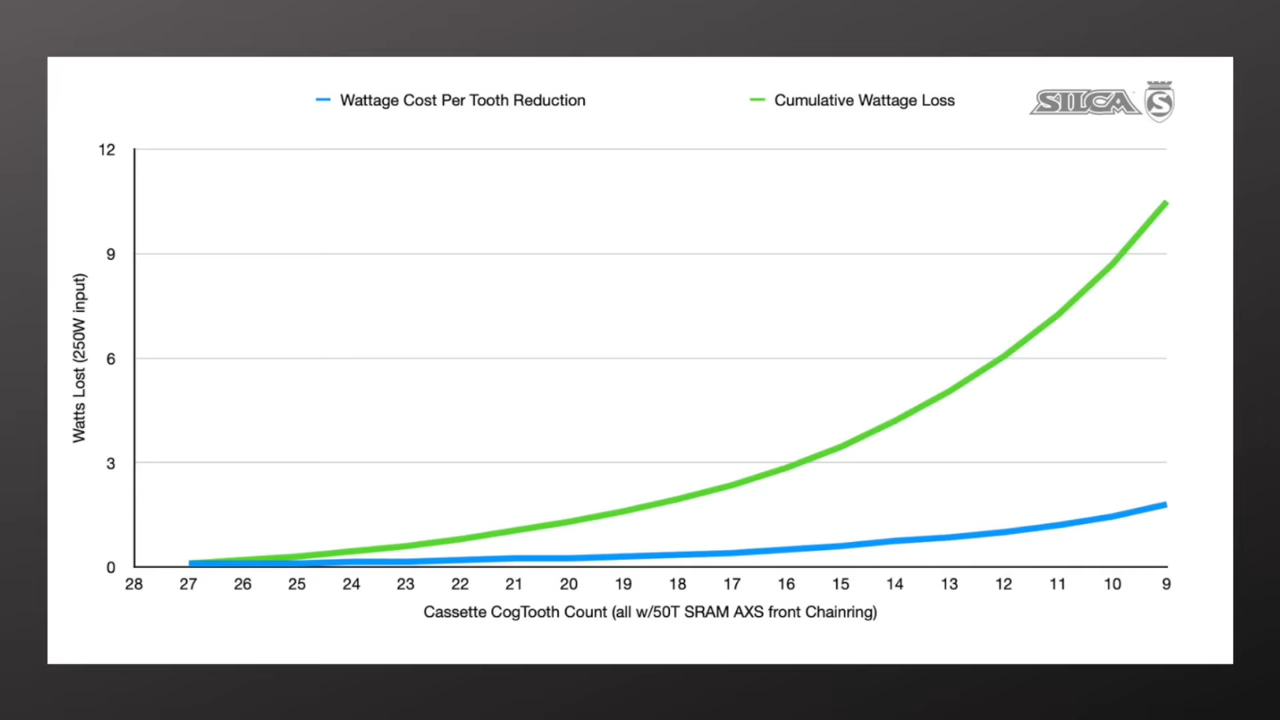 Wattage Cost Per Tooth Reduction
Cumulative Wattage Loss
SILCA
S
12
9
6
3
0
Watts Lost (250W input)
28 27 26 25 24 23 22 21 20 19 18 17 16 15 14 13 12 11 10 9
Cassette CogTooth Count (all w/50T SRAM AXS front Chainring)